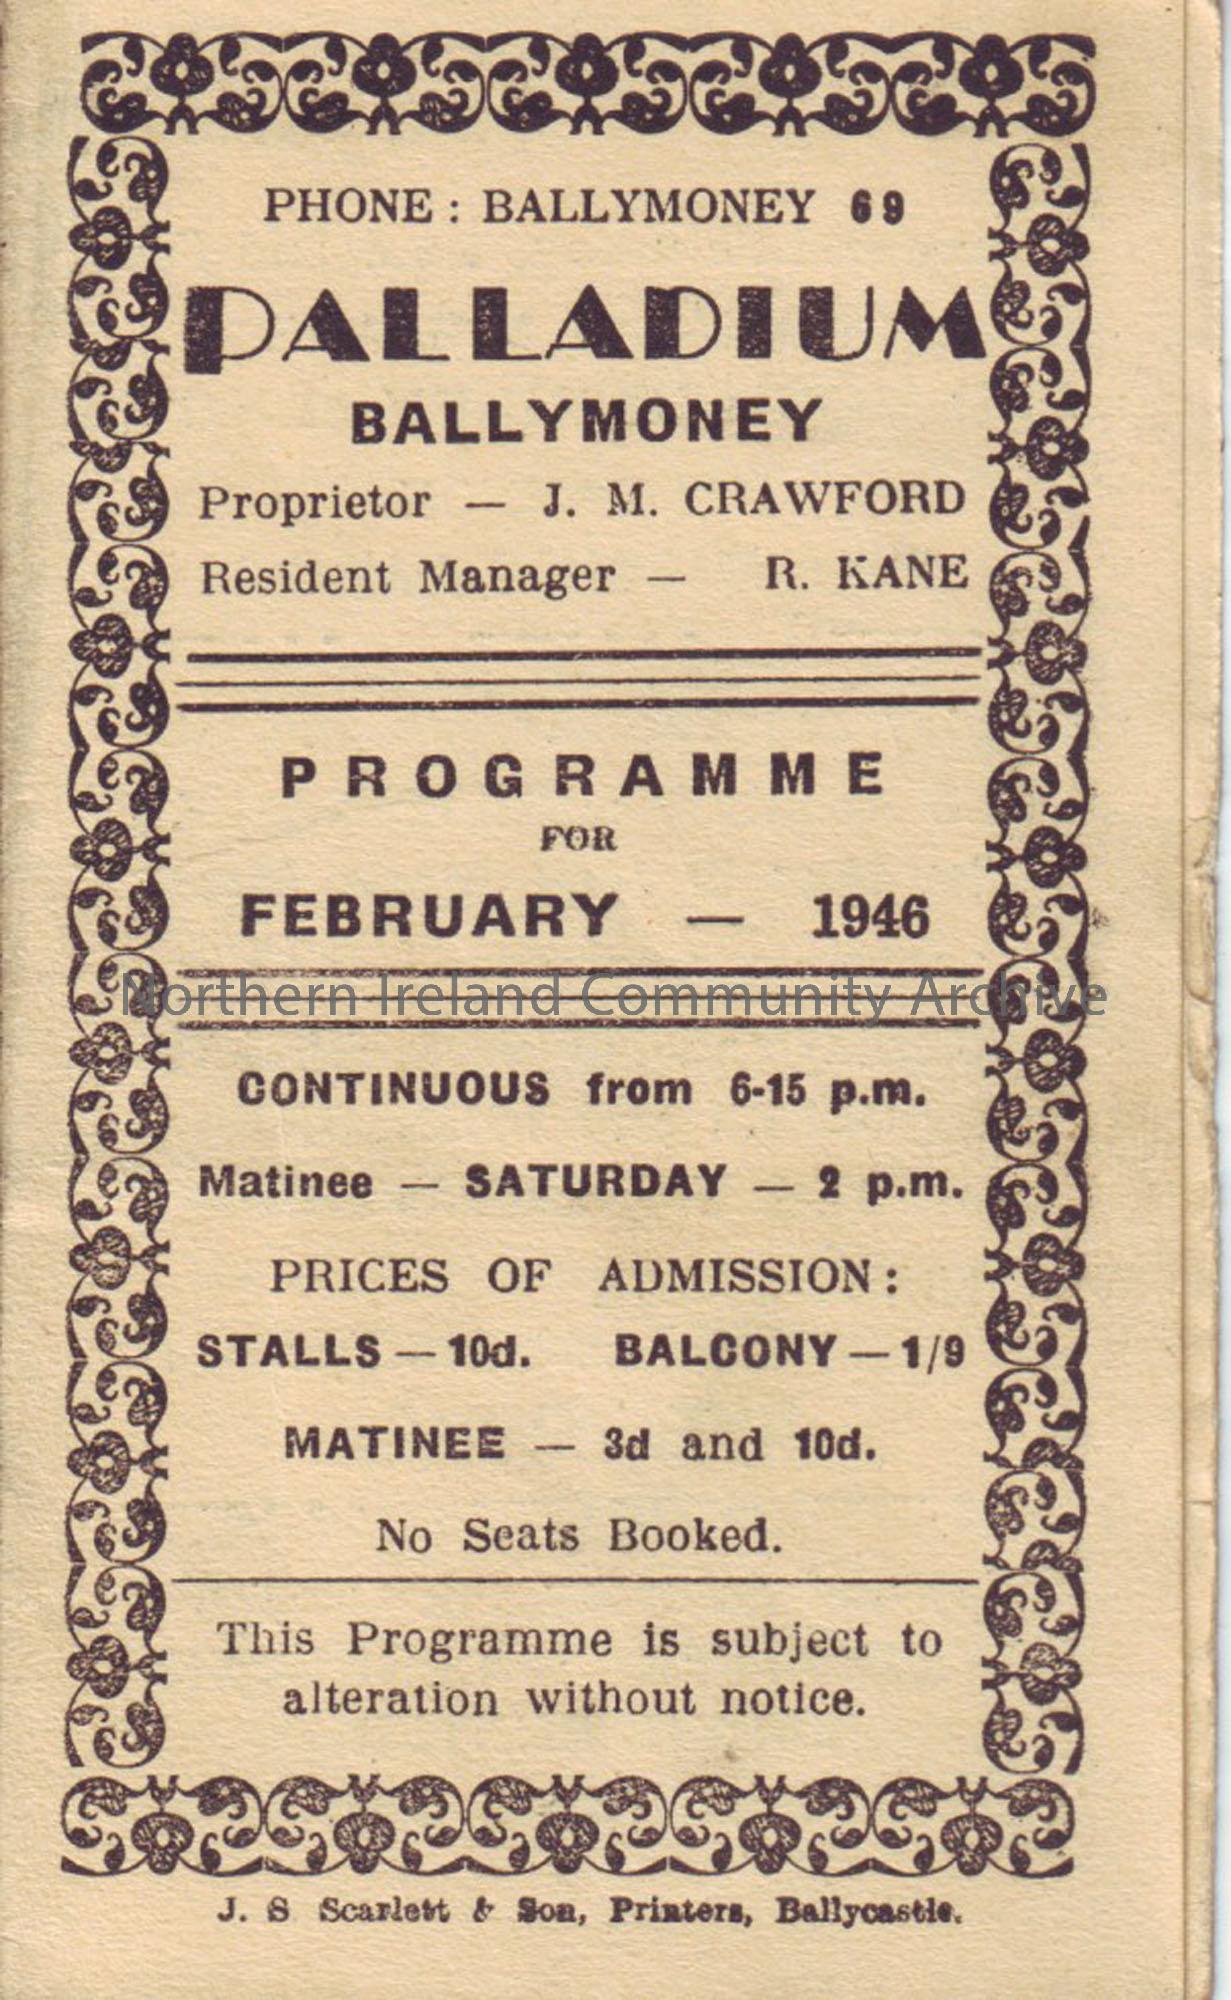 PHONE : BALLYMONEY 69
PALLADIUM
BALLYMONEY
Proprietor — J. M. CRAWFORD
Resident Manager — R. KANE
PROGRAMME
FOR
FEBRUARY — 1946
Northern Ireland Community Archive
CONTINUOUS from 6-15 p.m.
Matinee — SATURDAY — 2 p.m.
PRICES OF ADMISSION :
STALLS — 10d. BALCONY — 1/9
MATINEE — 3d and 10d.
No Seats Booked.
This Programme is subject to
alteration without notice.
J. S Scarlett & Son, Printers, Ballycastle.